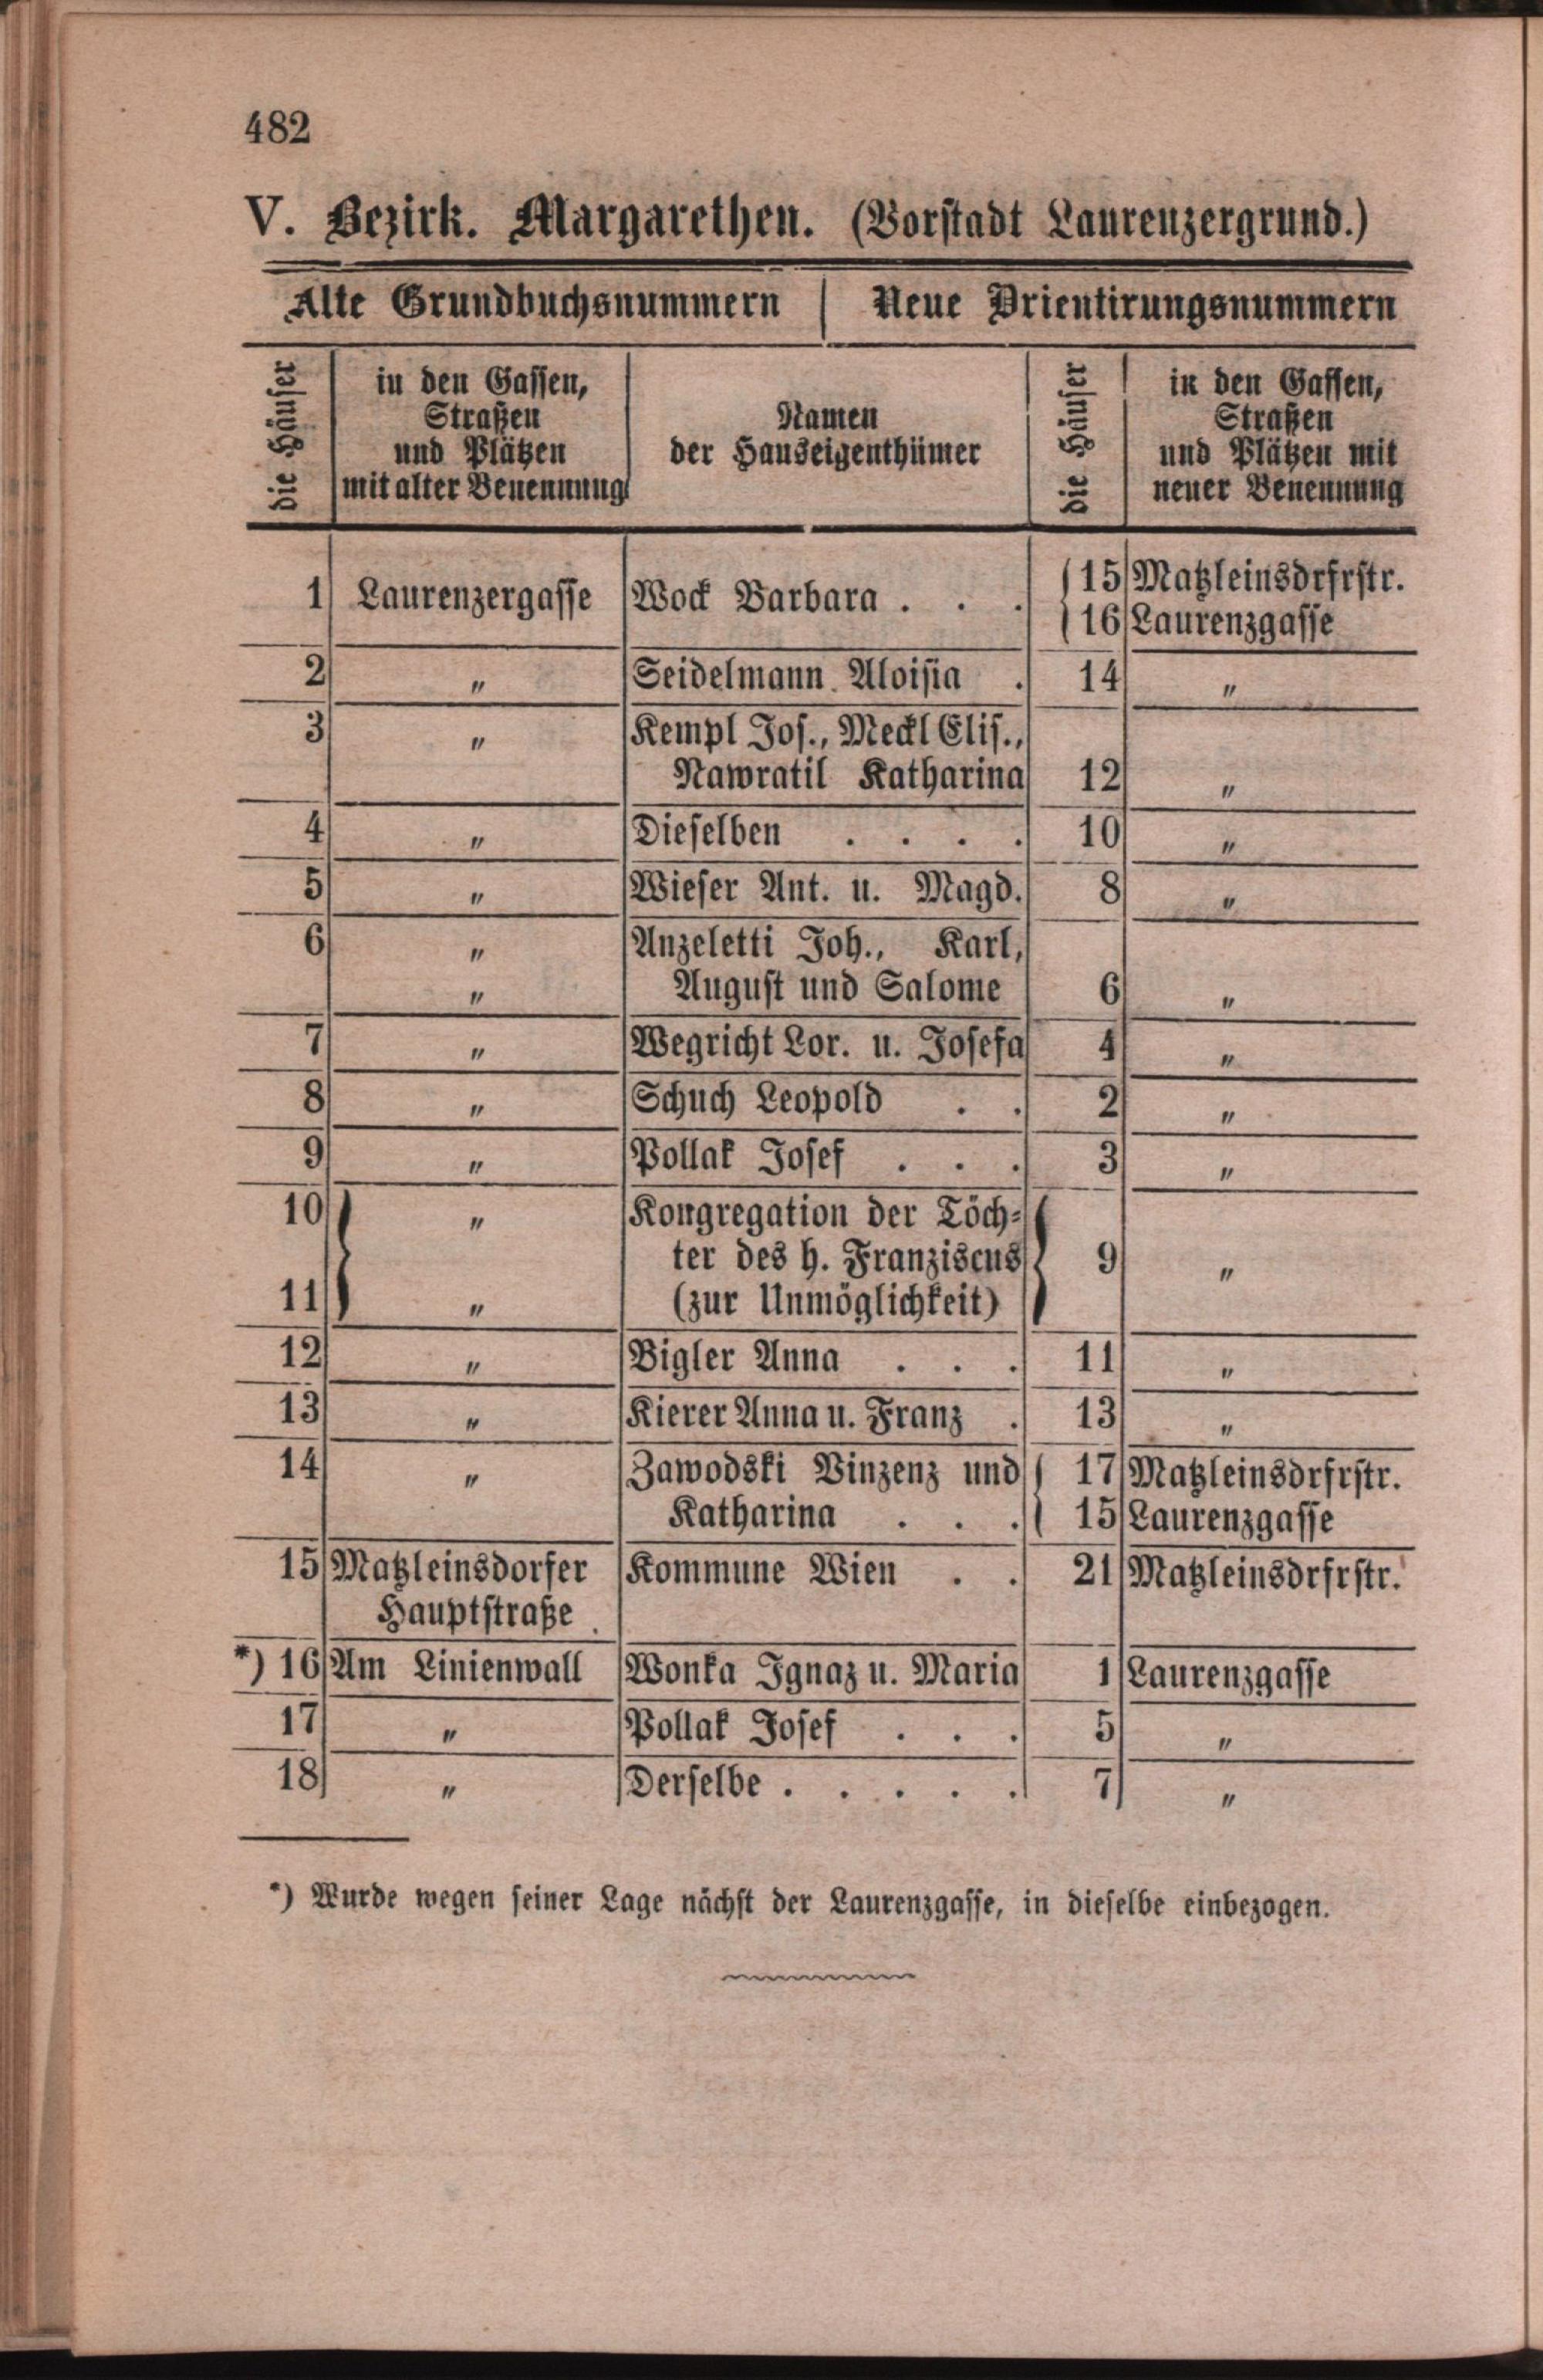 482
V. Bezirk. Margarethen. (Vorstadt Laurenzergrund.)
Alte Grundbuchsnummern | Neue Orientirungsnummern
die Häuser
in den Gassen,
Straßen
und Plätzen
mit alter Benennung
Namen
der Hauseigenthümer
die Häuser
in den Gassen,
Straßen
und Plätzen mit
neuer Benennung
1 Laurenzergasse Wock Barbara . . . 15 Matzleinsdrfrstr.
16 Laurenzgasse
2 " Seidelmann Aloisia . 14 "
3 " Kempl Jos., Meckl Elis.,
Nawratil Katharina 12 "
4 " Dieselben . . . . 10 "
5 " Wieser Ant. u. Magd. 8 "
6 " Anzeletti Joh., Karl,
" August und Salome 6 "
7 " Wegricht Lor. u. Josefa 4 "
8 " Schuch Leopold . . 2 "
9 " Pollak Josef . . . 3 "
10 " Kongregation der Töch-
ter des h. Franziscus 9 "
11 " (zur Unmöglichkeit)
12 " Bigler Anna . . . 11 "
13 " Kierer Anna u. Franz . 13 "
14 " Zawodski Vinzenz und 17 Matzleinsdrfrstr.
Katharina . . . 15 Laurenzgasse
15 Matzleinsdorfer Kommune Wien . . 21 Matzleinsdrfrstr.
Hauptstraße
*) 16 Am Linienwall Wonka Ignaz u. Maria 1 Laurenzgasse
17 " Pollak Josef . . . 5 "
18 " Derselbe . . . . . 7 "
*) Wurde wegen seiner Lage nächst der Laurenzgasse, in dieselbe einbezogen.